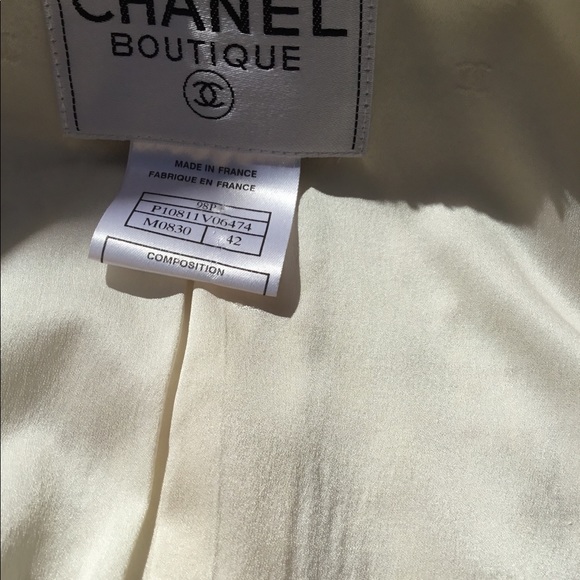 CHANEL
BOUTIQUE
MADE IN FRANCE
FABRIQUE EN FRANCE
98P
P10811V06474
M0830 42
COMPOSITION